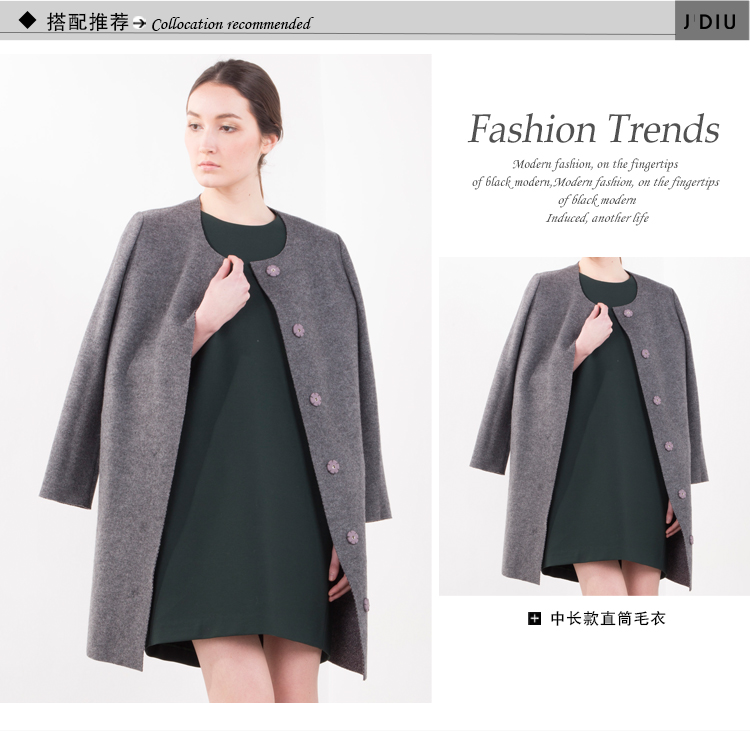 搭配推荐 Collocation recommended
J'DIU
Fashion Trends
Modern fashion, on the fingertips
of black modern,Modern fashion, on the fingertips
of black modern
Induced, another life
中长款直筒毛衣